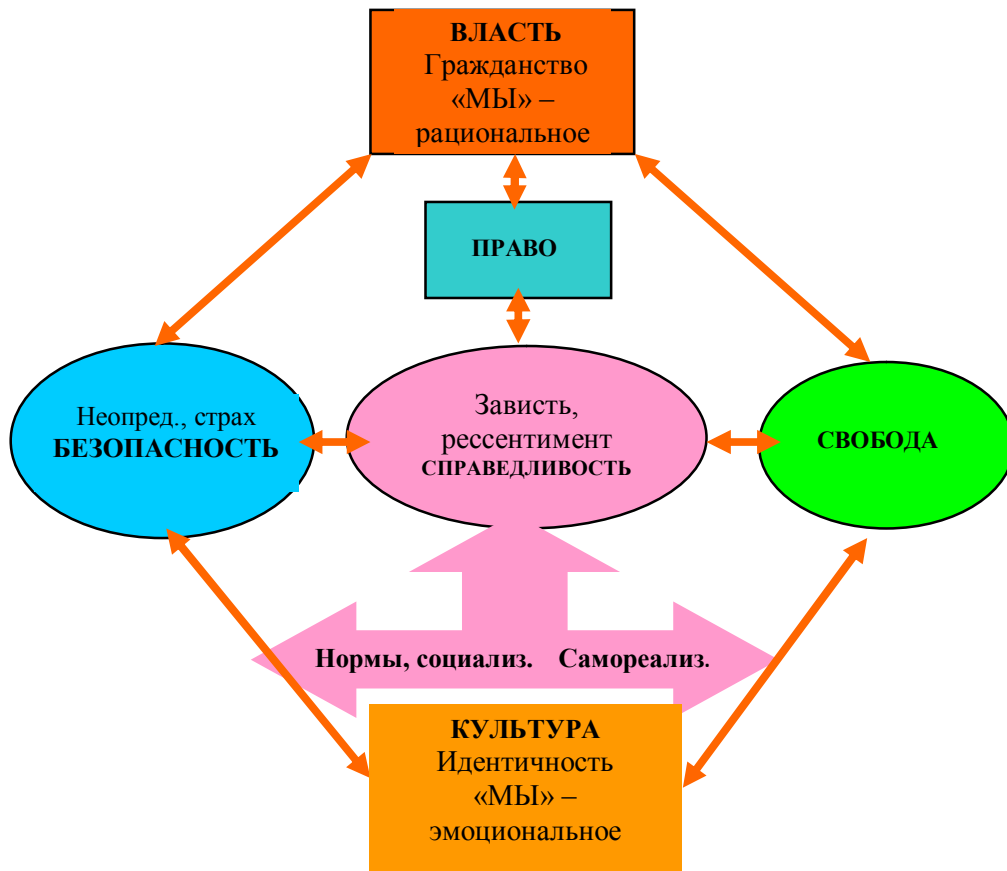 ВЛАСТЬ
Гражданство
«МЫ» –
рациональное
ПРАВО
Неопред., страх
БЕЗОПАСНОСТЬ
Зависть,
рессентимент
СПРАВЕДЛИВОСТЬ
СВОБОДА
Нормы, социализ. Самореализ.
КУЛЬТУРА
Идентичность
«МЫ» –
эмоциональное